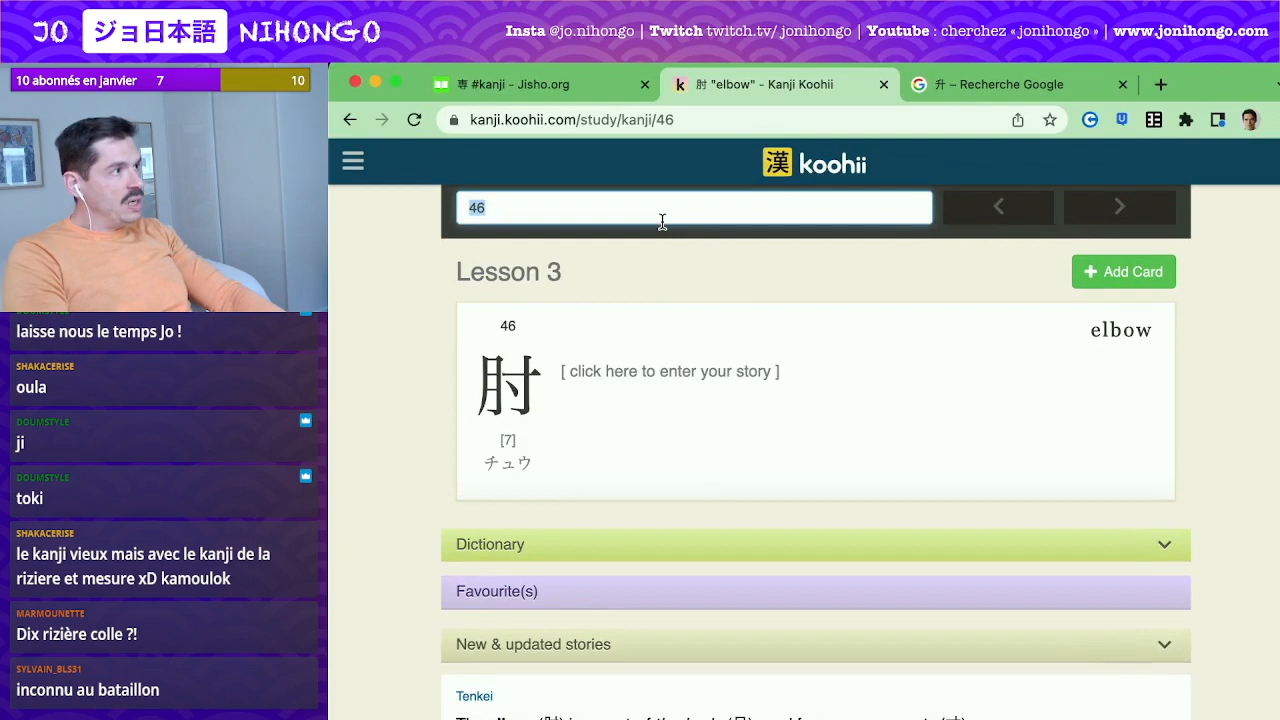 JO ジョ日本語 NIHONGO
Insta @jo.nihongo | Twitch twitch.tv/ jonihongo | Youtube : cherchez « jonihongo » | www.jonihongo.com
10 abonnés en janvier 7 10
専 #kanji - Jisho.org
肘 "elbow" - Kanji Koohii
升 – Recherche Google
kanji.koohii.com/study/kanji/46
漢 koohii
46
Lesson 3
Add Card
46
elbow
肘
[ click here to enter your story ]
[7]
チュウ
Dictionary
Favourite(s)
New & updated stories
Tenkei
DOUMSTYLE
laisse nous le temps Jo !
SHAKACERISE
oula
DOUMSTYLE
ji
DOUMSTYLE
toki
SHAKACERISE
le kanji vieux mais avec le kanji de la
riziere et mesure xD kamoulok
MARMOUNETTE
Dix rizière colle ?!
SYLVAIN_BLS31
inconnu au bataillon